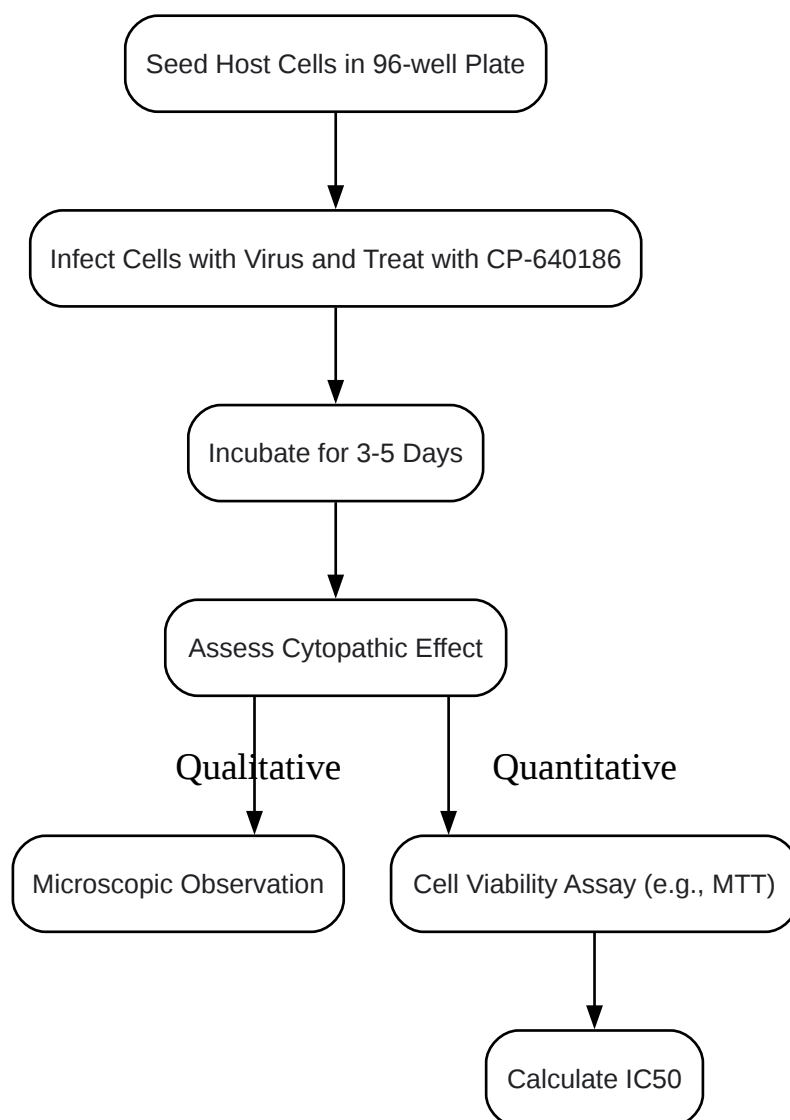 Seed Host Cells in 96-well Plate
Infect Cells with Virus and Treat with CP-640186
Incubate for 3-5 Days
Assess Cytopathic Effect
Qualitative
Quantitative
Microscopic Observation
Cell Viability Assay (e.g., MTT)
Calculate IC50